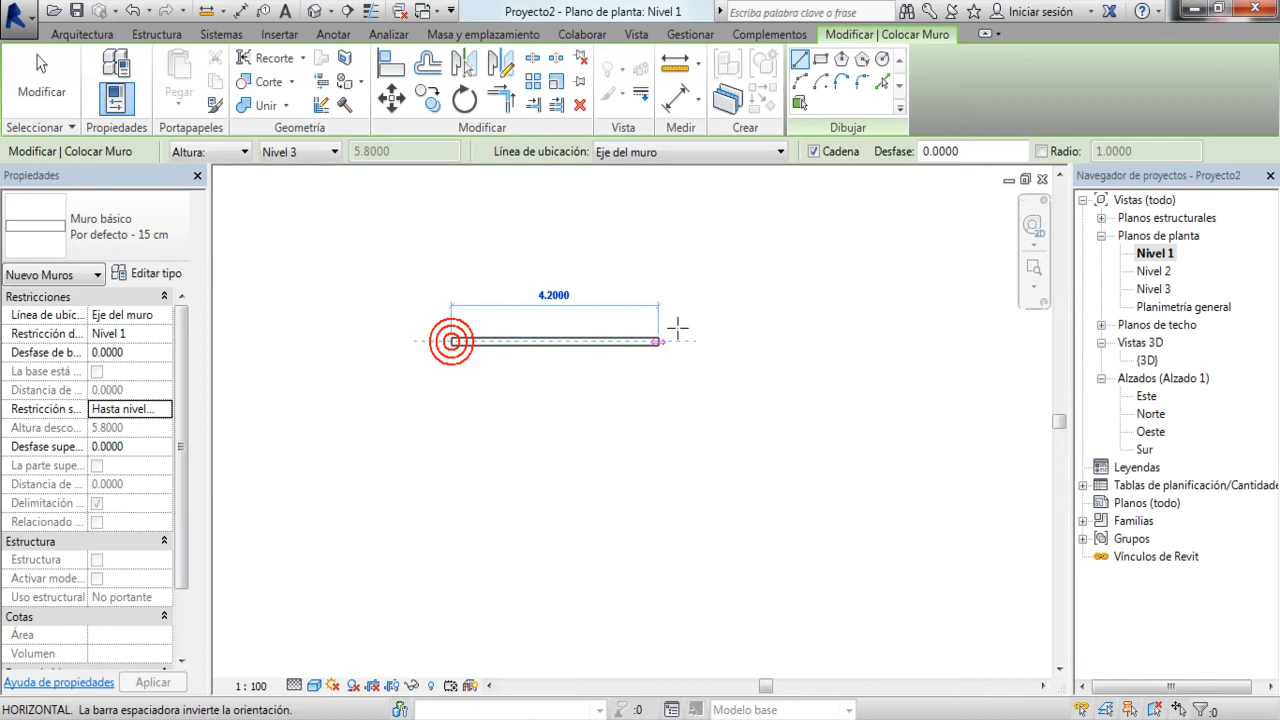 Proyecto2 - Plano de planta: Nivel 1
Escriba palabra clave o frase
Iniciar sesión
Arquitectura Estructura Sistemas Insertar Anotar Analizar Masa y emplazamiento Colaborar Vista Gestionar Complementos Modificar | Colocar Muro
Modificar
Pegar
Recorte
Corte
Unir
Seleccionar Propiedades Portapapeles Geometría Modificar Vista Medir Crear Dibujar
Modificar | Colocar Muro Altura: Nivel 3 5.8000 Línea de ubicación: Eje del muro Cadena Desfase: 0.0000 Radio: 1.0000
Propiedades
Muro básico
Por defecto - 15 cm
Nuevo Muros Editar tipo
Restricciones
Línea de ubic... Eje del muro
Restricción d... Nivel 1
Desfase de b... 0.0000
La base está ...
Distancia de ... 0.0000
Restricción s... Hasta nivel...
Altura desco... 5.8000
Desfase supe... 0.0000
La parte supe...
Distancia de ... 0.0000
Delimitación ...
Relacionado ...
Estructura
Estructura
Activar mode...
Uso estructural No portante
Cotas
Área
Volumen
Ayuda de propiedades Aplicar
4.2000
2D
Navegador de proyectos - Proyecto2
Vistas (todo)
Planos estructurales
Planos de planta
Nivel 1
Nivel 2
Nivel 3
Planimetría general
Planos de techo
Vistas 3D
{3D}
Alzados (Alzado 1)
Este
Norte
Oeste
Sur
Leyendas
Tablas de planificación/Cantidade
Planos (todo)
Familias
Grupos
Vínculos de Revit
1 : 100
HORIZONTAL. La barra espaciadora invierte la orientación.
:0
Modelo base
:0